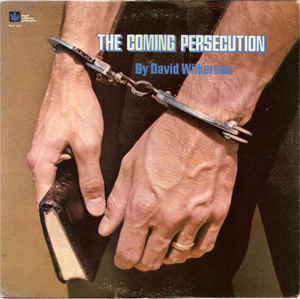 THE COMING PERSECUTION
By David Wilkerson